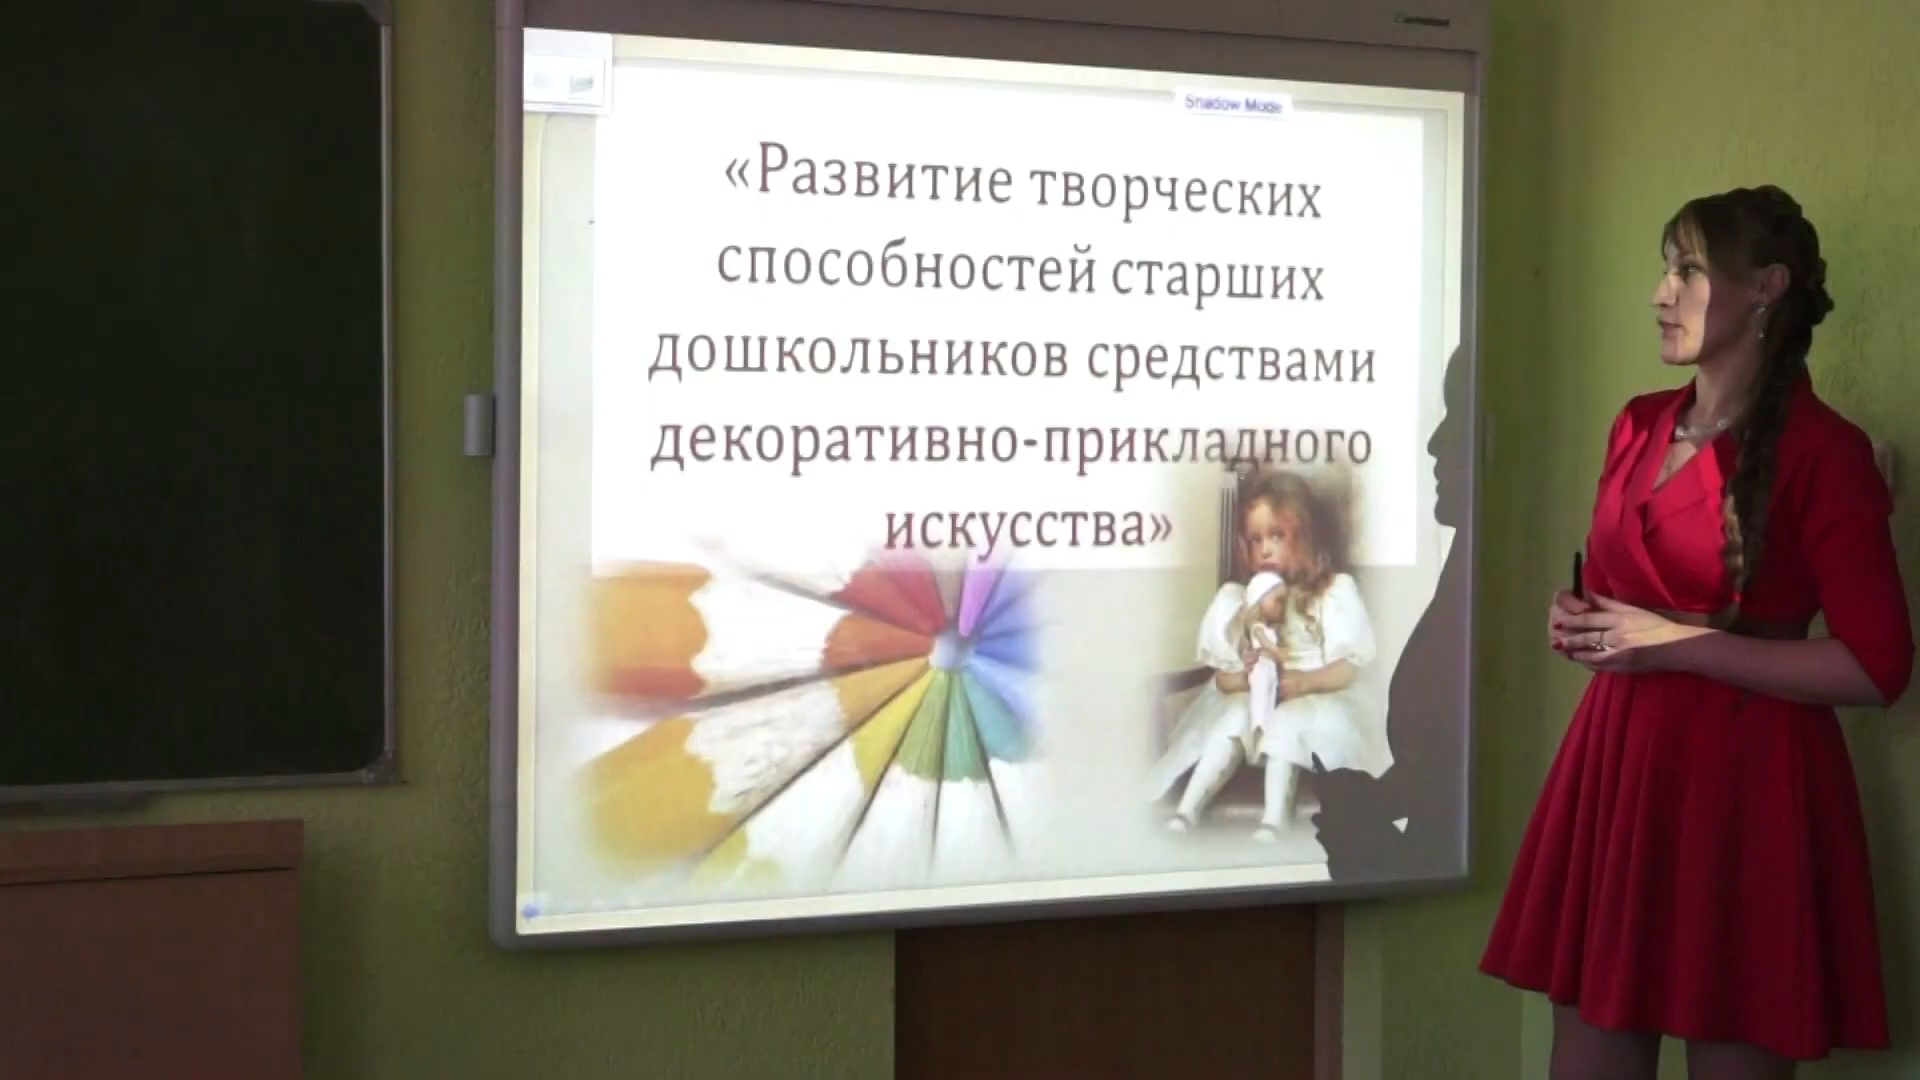 Shadow Mode
«Развитие творческих
способностей старших
дошкольников средствами
декоративно-прикладного
искусства»